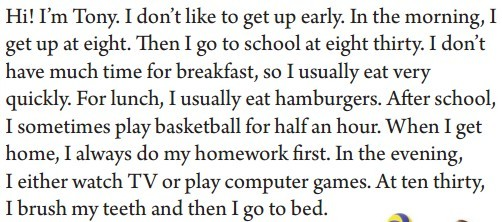 Hi! I'm Tony. I don't like to get up early. In the morning, I
get up at eight. Then I go to school at eight thirty. I don't
have much time for breakfast, so I usually eat very
quickly. For lunch, I usually eat hamburgers. After school,
I sometimes play basketball for half an hour. When I get
home, I always do my homework first. In the evening,
I either watch TV or play computer games. At ten thirty,
I brush my teeth and then I go to bed.